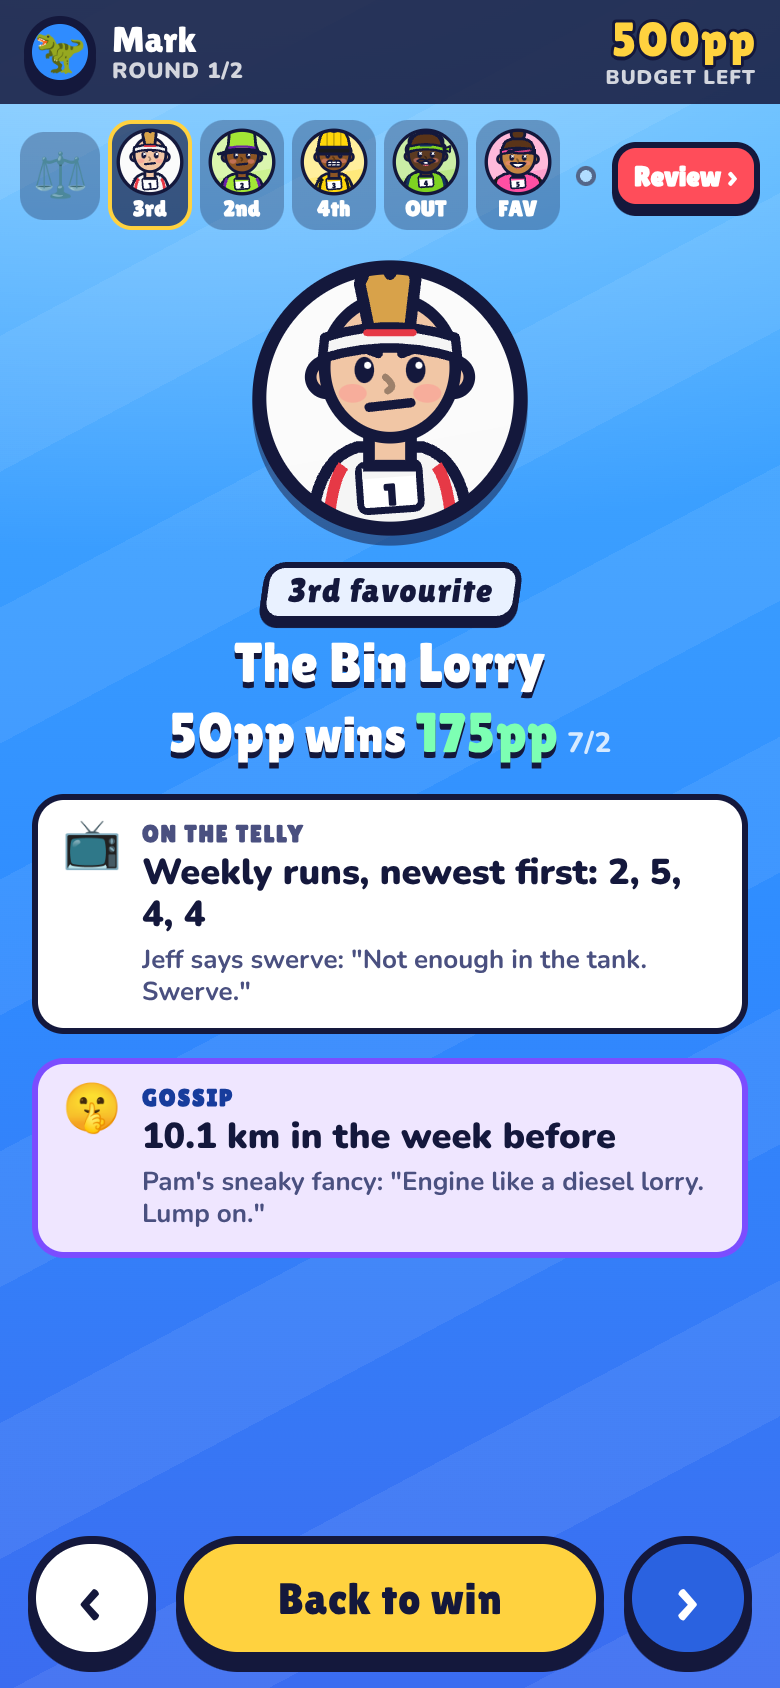 Mark
ROUND 1/2
500pp
BUDGET LEFT
3rd
2nd
4th
OUT
FAV
Review ›
1
3rd favourite
The Bin Lorry
50pp wins 175pp 7/2
ON THE TELLY
Weekly runs, newest first: 2, 5,
4, 4
Jeff says swerve: "Not enough in the tank.
Swerve."
GOSSIP
10.1 km in the week before
Pam's sneaky fancy: "Engine like a diesel lorry.
Lump on."
Back to win